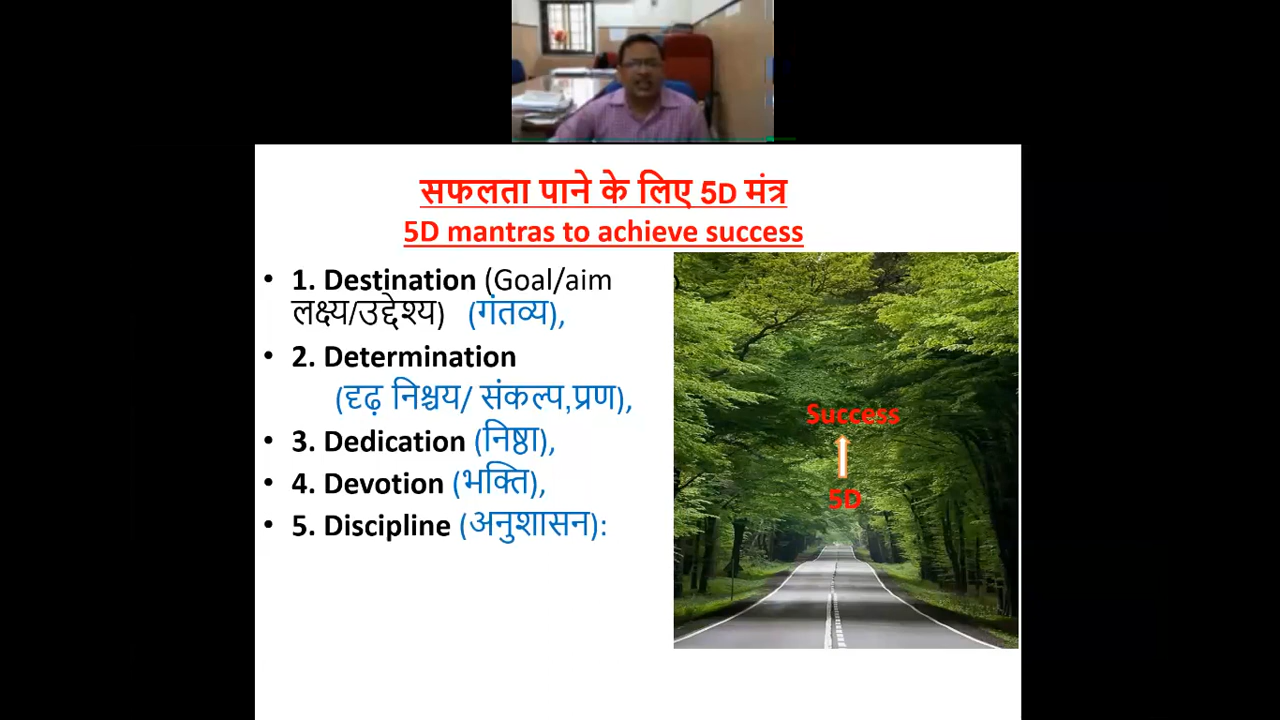 सफलता पाने के लिए 5D मंत्र
5D mantras to achieve success
• 1. Destination (Goal/aim
लक्ष्य/उद्देश्य) (गंतव्य),
• 2. Determination
(दृढ़ निश्चय/ संकल्प,प्रण),
• 3. Dedication (निष्ठा),
• 4. Devotion (भक्ति),
• 5. Discipline (अनुशासन):
Success
5D